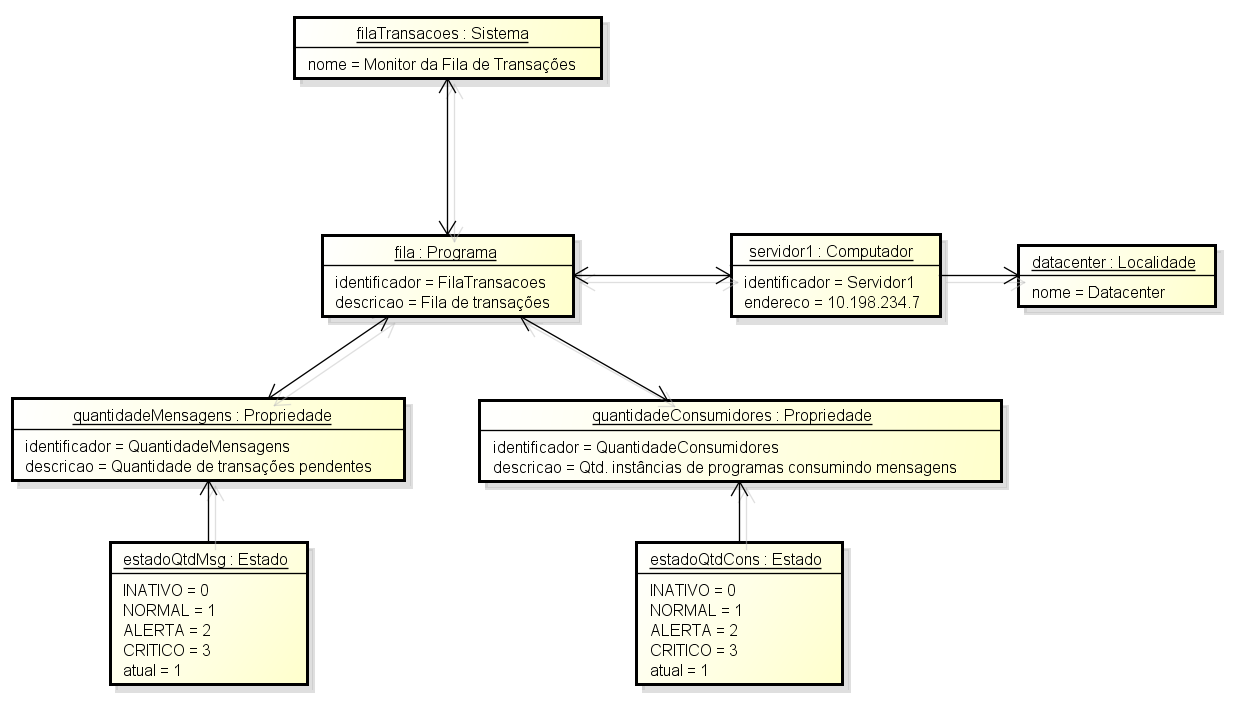 filaTransacoes : Sistema
nome = Monitor da Fila de Transações
fila : Programa
identificador = FilaTransacoes
descricao = Fila de transações
servidor1 : Computador
identificador = Servidor1
endereco = 10.198.234.7
datacenter : Localidade
nome = Datacenter
quantidadeMensagens : Propriedade
identificador = QuantidadeMensagens
descricao = Quantidade de transações pendentes
quantidadeConsumidores : Propriedade
identificador = QuantidadeConsumidores
descricao = Qtd. instâncias de programas consumindo mensagens
estadoQtdMsg : Estado
INATIVO = 0
NORMAL = 1
ALERTA = 2
CRITICO = 3
atual = 1
estadoQtdCons : Estado
INATIVO = 0
NORMAL = 1
ALERTA = 2
CRITICO = 3
atual = 1